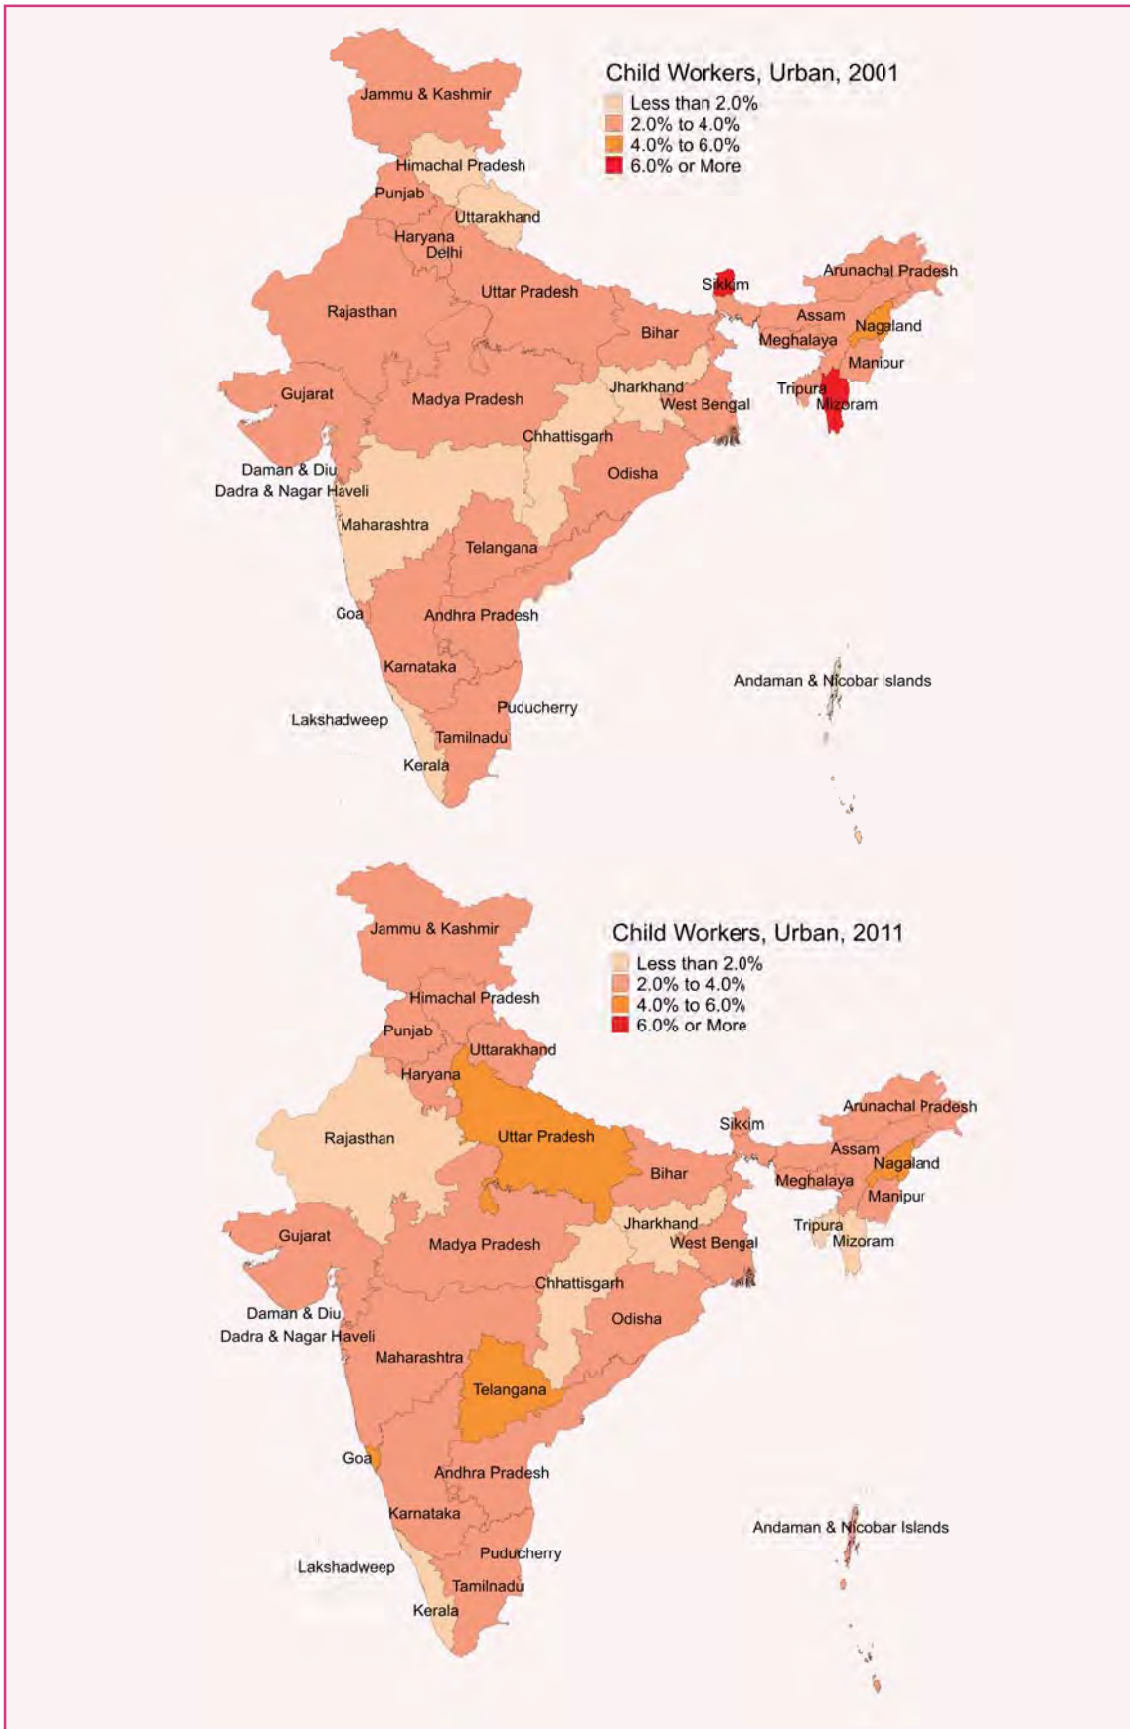 Child Workers, Urban, 2001
Less than 2.0%
2.0% to 4.0%
4.0% to 6.0%
6.0% or More
Jammu & Kashmir
Himachal Pradesh
Punjab
Uttarakhand
Haryana
Delhi
Rajasthan
Uttar Pradesh
Bihar
Sikkim
Arunachal Pradesh
Assam
Nagaland
Meghalaya
Manipur
Tripura
Mizoram
Gujarat
Madya Pradesh
Jharkhand
West Bengal
Chhattisgarh
Odisha
Daman & Diu
Dadra & Nagar Haveli
Maharashtra
Telangana
Goa
Andhra Pradesh
Karnataka
Andaman & Nicobar Islands
Lakshadweep
Puducherry
Tamilnadu
Kerala
Child Workers, Urban, 2011
Less than 2.0%
2.0% to 4.0%
4.0% to 6.0%
6.0% or More
Jammu & Kashmir
Himachal Pradesh
Punjab
Uttarakhand
Haryana
Rajasthan
Uttar Pradesh
Bihar
Sikkim
Arunachal Pradesh
Assam
Nagaland
Meghalaya
Manipur
Tripura
Mizoram
Gujarat
Madya Pradesh
Jharkhand
West Bengal
Chhattisgarh
Odisha
Daman & Diu
Dadra & Nagar Haveli
Maharashtra
Telangana
Goa
Andhra Pradesh
Karnataka
Andaman & Nicobar Islands
Puducherry
Lakshadweep
Tamilnadu
Kerala